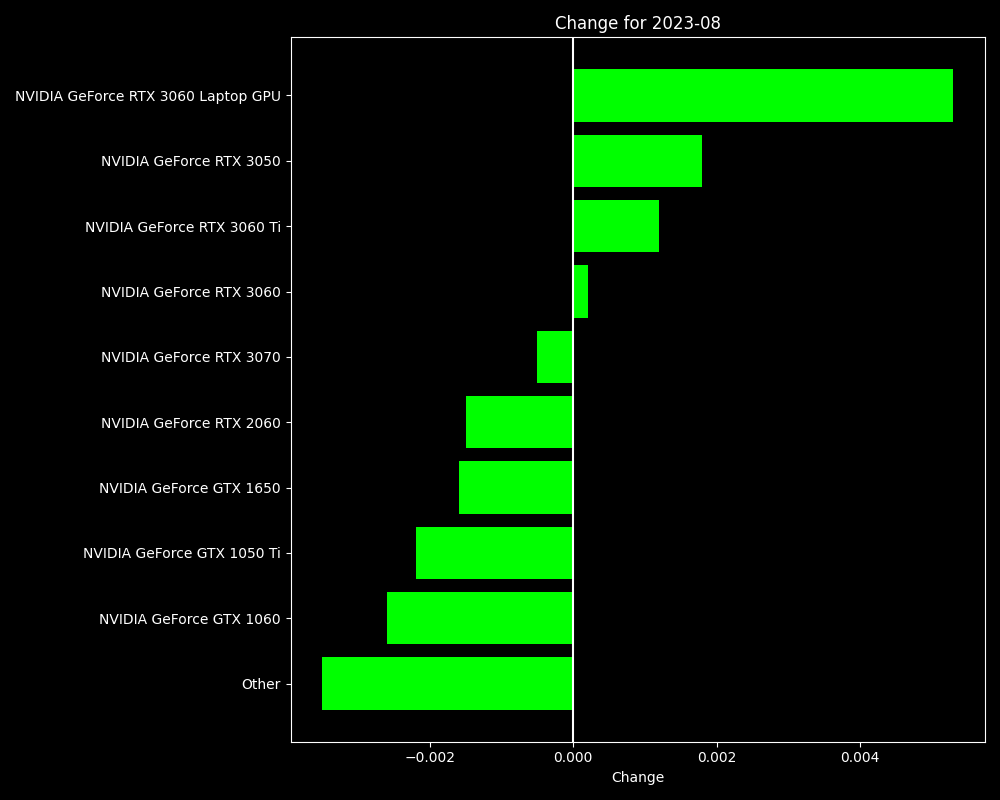 Change for 2023-08
NVIDIA GeForce RTX 3060 Laptop GPU
NVIDIA GeForce RTX 3050
NVIDIA GeForce RTX 3060 Ti
NVIDIA GeForce RTX 3060
NVIDIA GeForce RTX 3070
NVIDIA GeForce RTX 2060
NVIDIA GeForce GTX 1650
NVIDIA GeForce GTX 1050 Ti
NVIDIA GeForce GTX 1060
Other
−0.002 0.000 0.002 0.004
Change